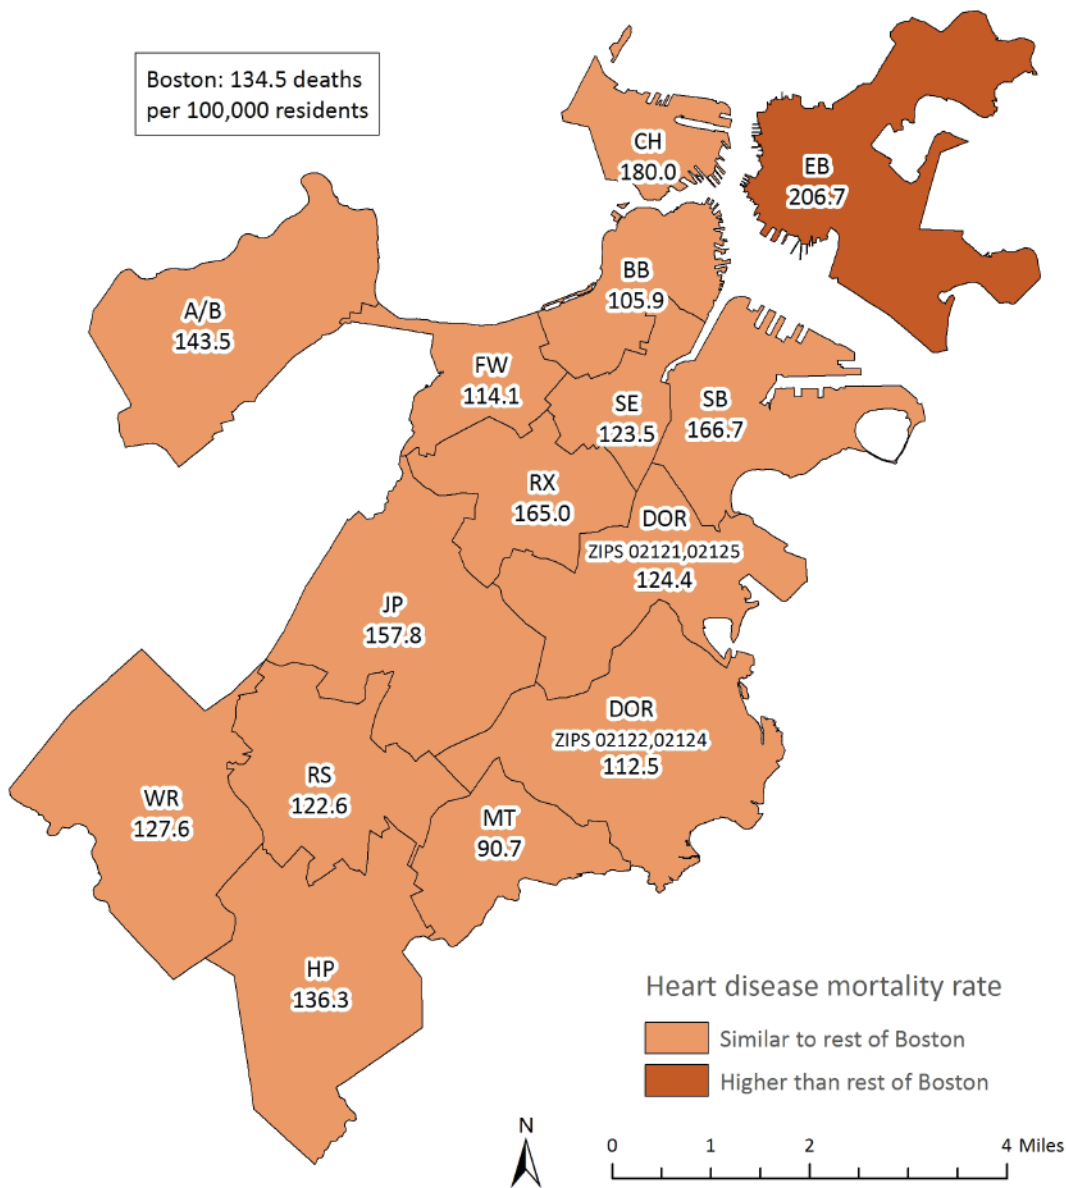 Boston: 134.5 deaths
per 100,000 residents
CH
180.0
EB
206.7
BB
105.9
A/B
143.5
FW
114.1
SE
123.5
SB
166.7
RX
165.0
DOR
ZIPS 02121,02125
124.4
JP
157.8
DOR
ZIPS 02122,02124
112.5
RS
122.6
WR
127.6
MT
90.7
HP
136.3
Heart disease mortality rate
Similar to rest of Boston
Higher than rest of Boston
N
0 1 2 4 Miles